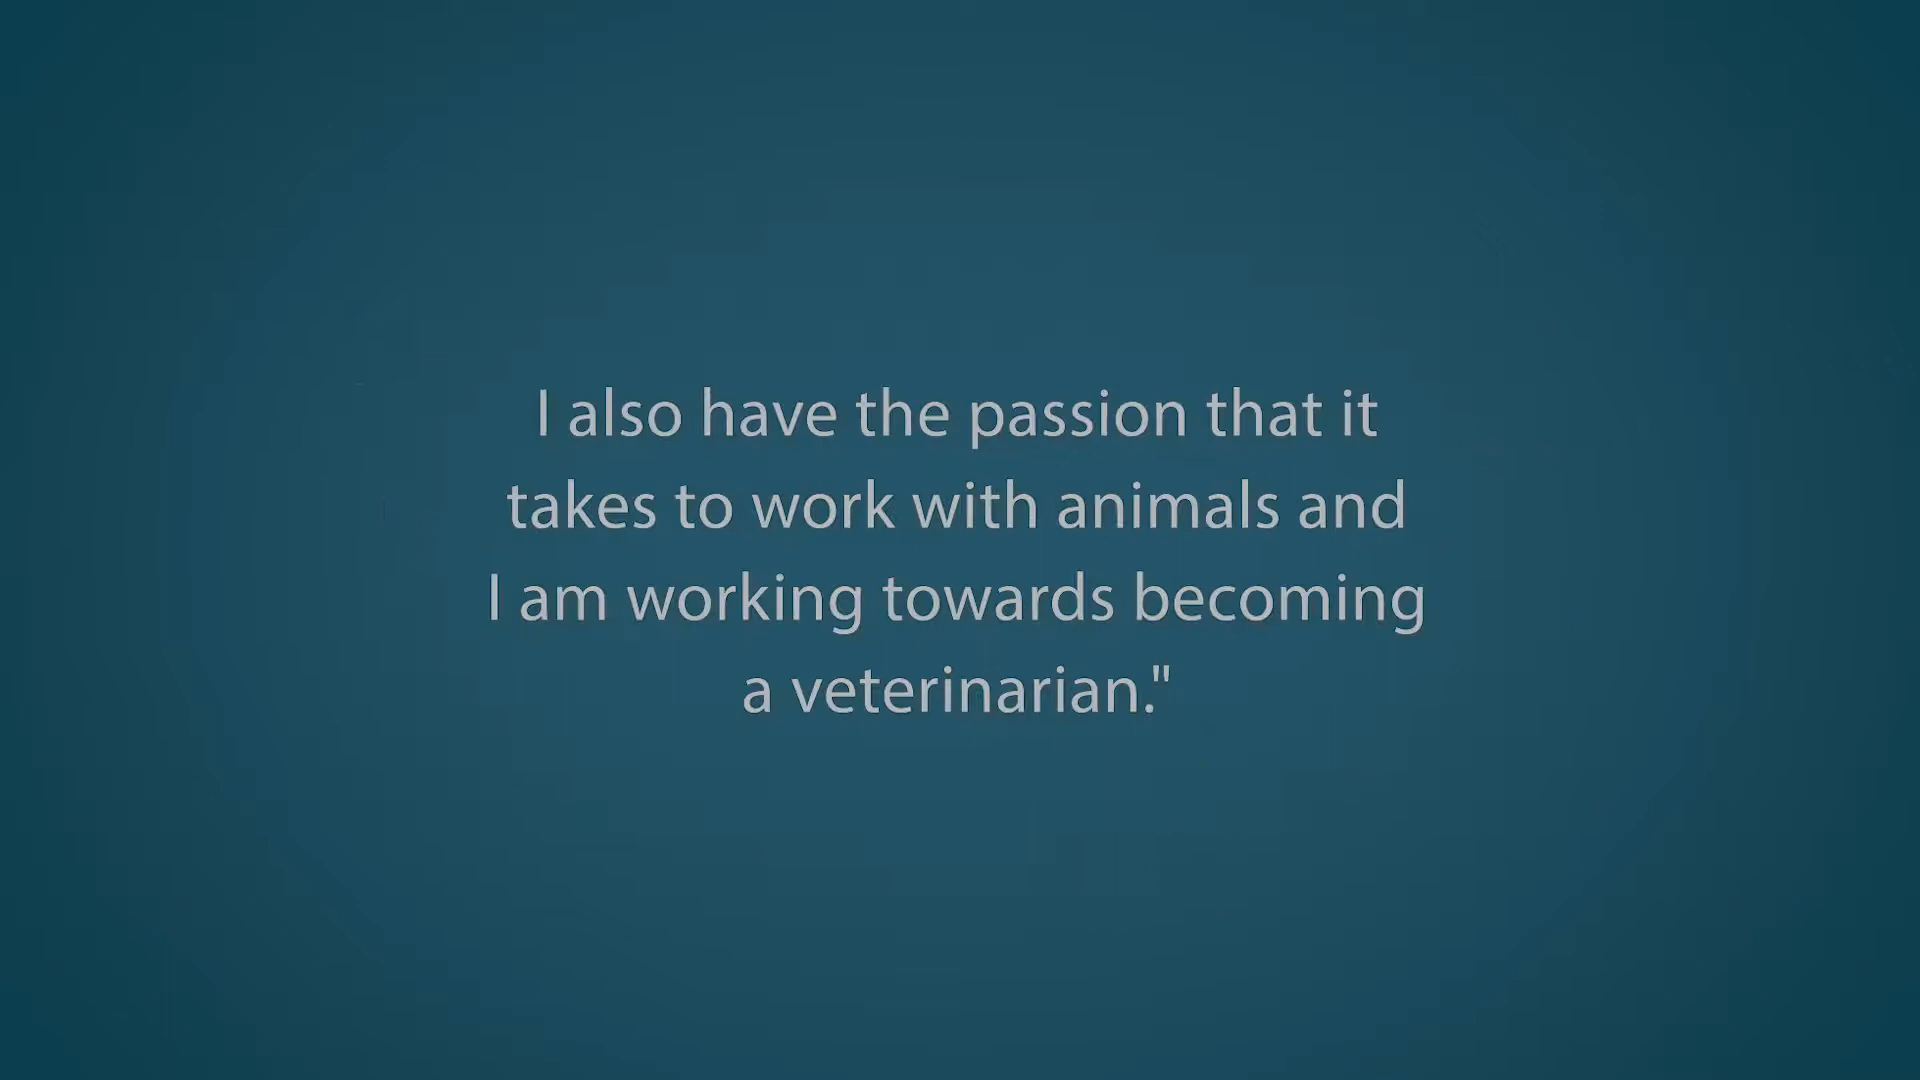 I also have the passion that it
takes to work with animals and
I am working towards becoming
a veterinarian."